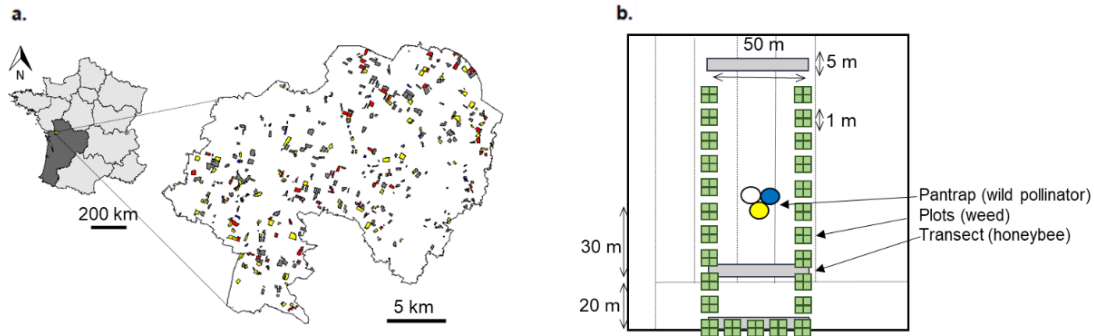 a.
N
200 km
5 km
b.
50 m
5 m
1 m
Pantrap (wild pollinator)
Plots (weed)
Transect (honeybee)
30 m
20 m